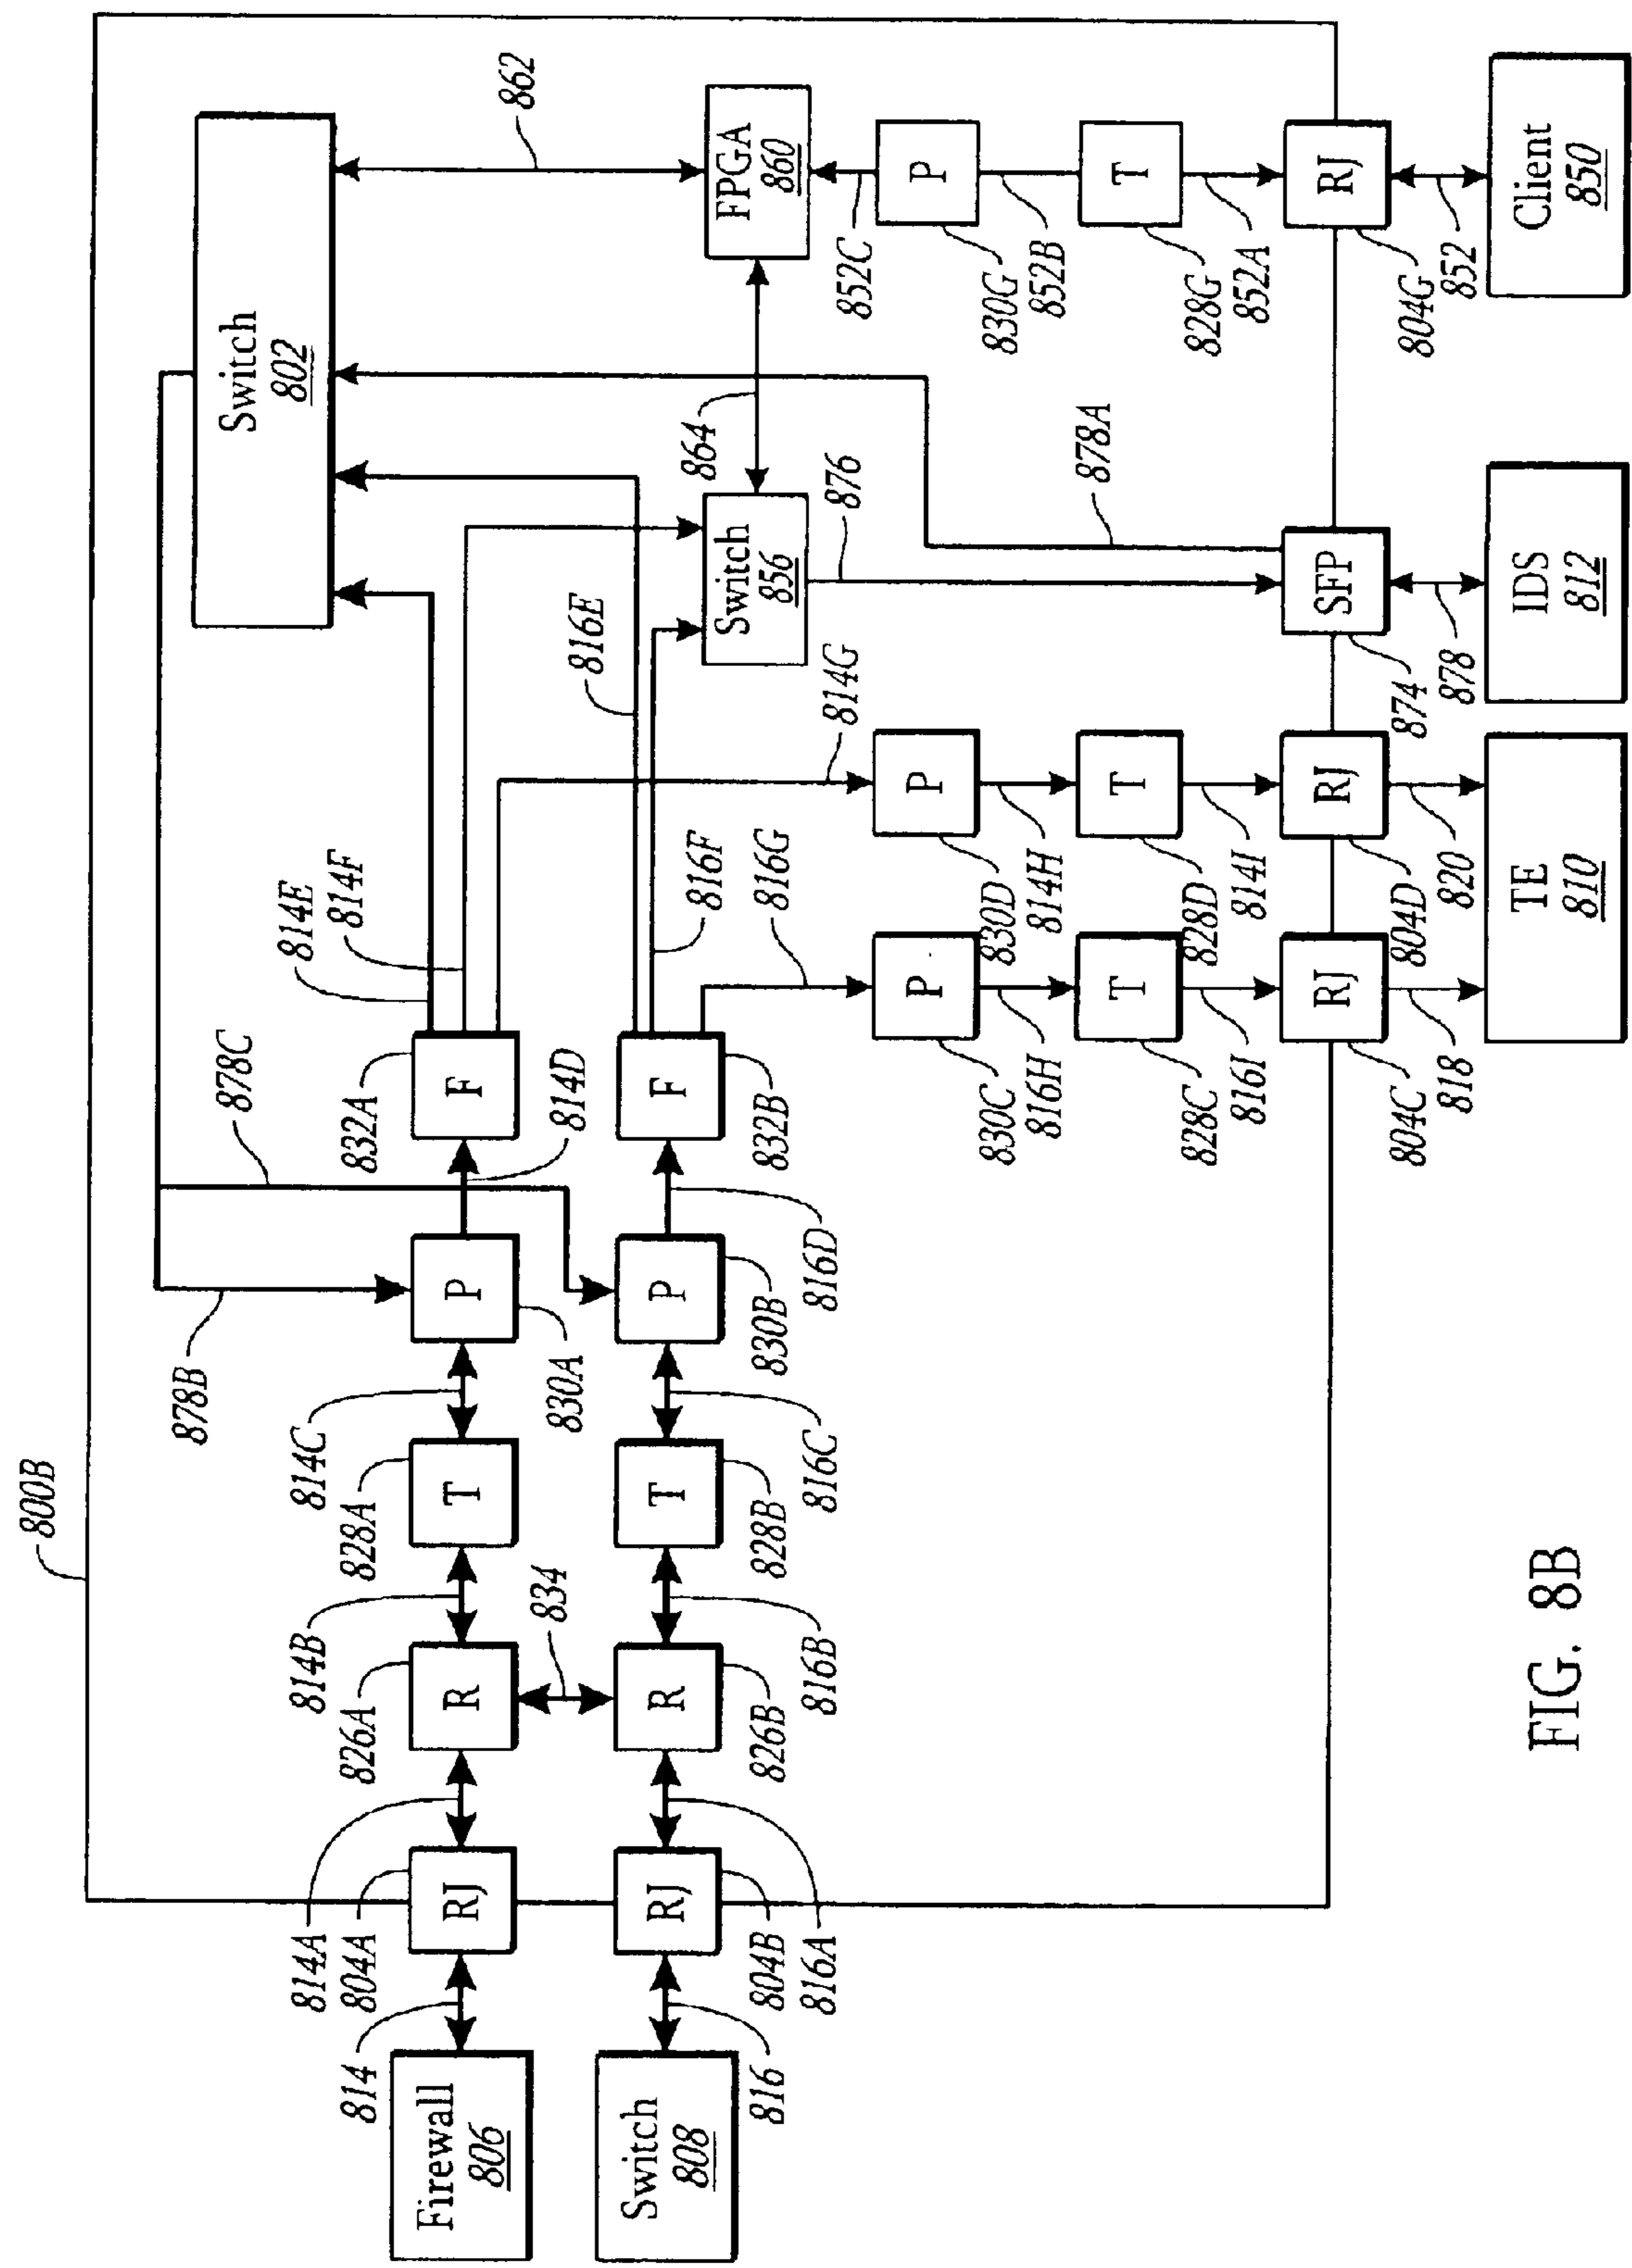 800B
Switch
802
862
FPGA
860
864
852C
P
830G
852B
T
828G
852A
RJ
804G
852
Client
850
878A
876
Switch
856
SFP
874
878
IDS
812
816E
814G
P
830D
814H
T
828D
814I
RJ
804D
820
TE
810
814E
814F
816F
816G
P
830C
816H
T
828C
816I
RJ
804C
818
878C
832A
F
814D
F
832B
878B
P
830A
816D
P
830B
814C
828A
T
816C
T
828B
814B
826A
R
834
816B
R
826B
814A
804A
RJ
RJ
804B
816A
814
Firewall
806
816
Switch
808
FIG. 8B